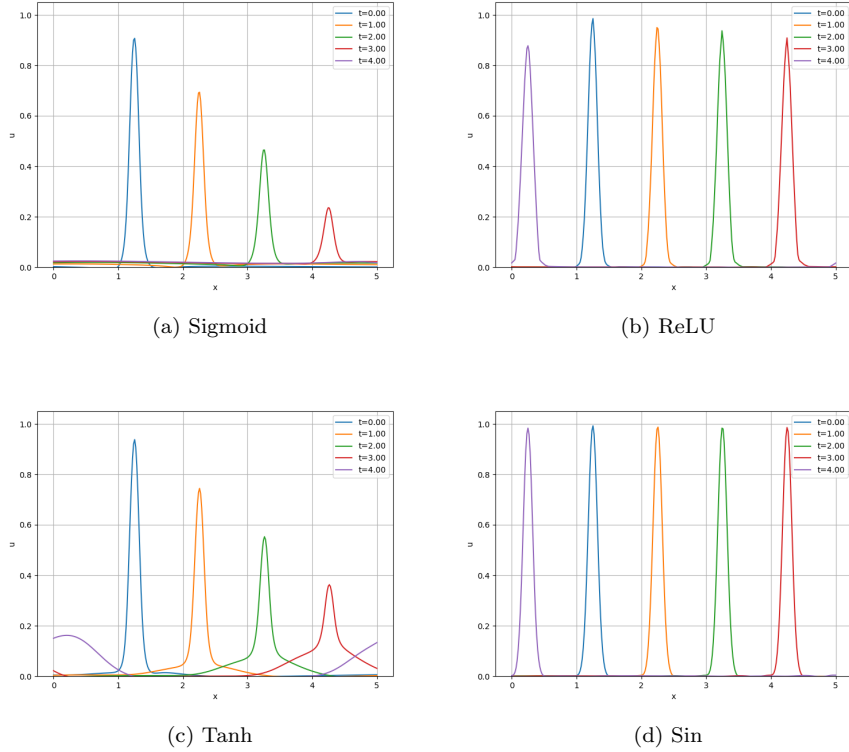 1.0
0.8
0.6
0.4
0.2
0.0
u
0
1
2
3
4
5
x
t=0.00
t=1.00
t=2.00
t=3.00
t=4.00
(a) Sigmoid
1.0
0.8
0.6
0.4
0.2
0.0
u
0
1
2
3
4
5
x
t=0.00
t=1.00
t=2.00
t=3.00
t=4.00
(b) ReLU
1.0
0.8
0.6
0.4
0.2
0.0
u
0
1
2
3
4
5
x
t=0.00
t=1.00
t=2.00
t=3.00
t=4.00
(c) Tanh
1.0
0.8
0.6
0.4
0.2
0.0
u
0
1
2
3
4
5
x
t=0.00
t=1.00
t=2.00
t=3.00
t=4.00
(d) Sin